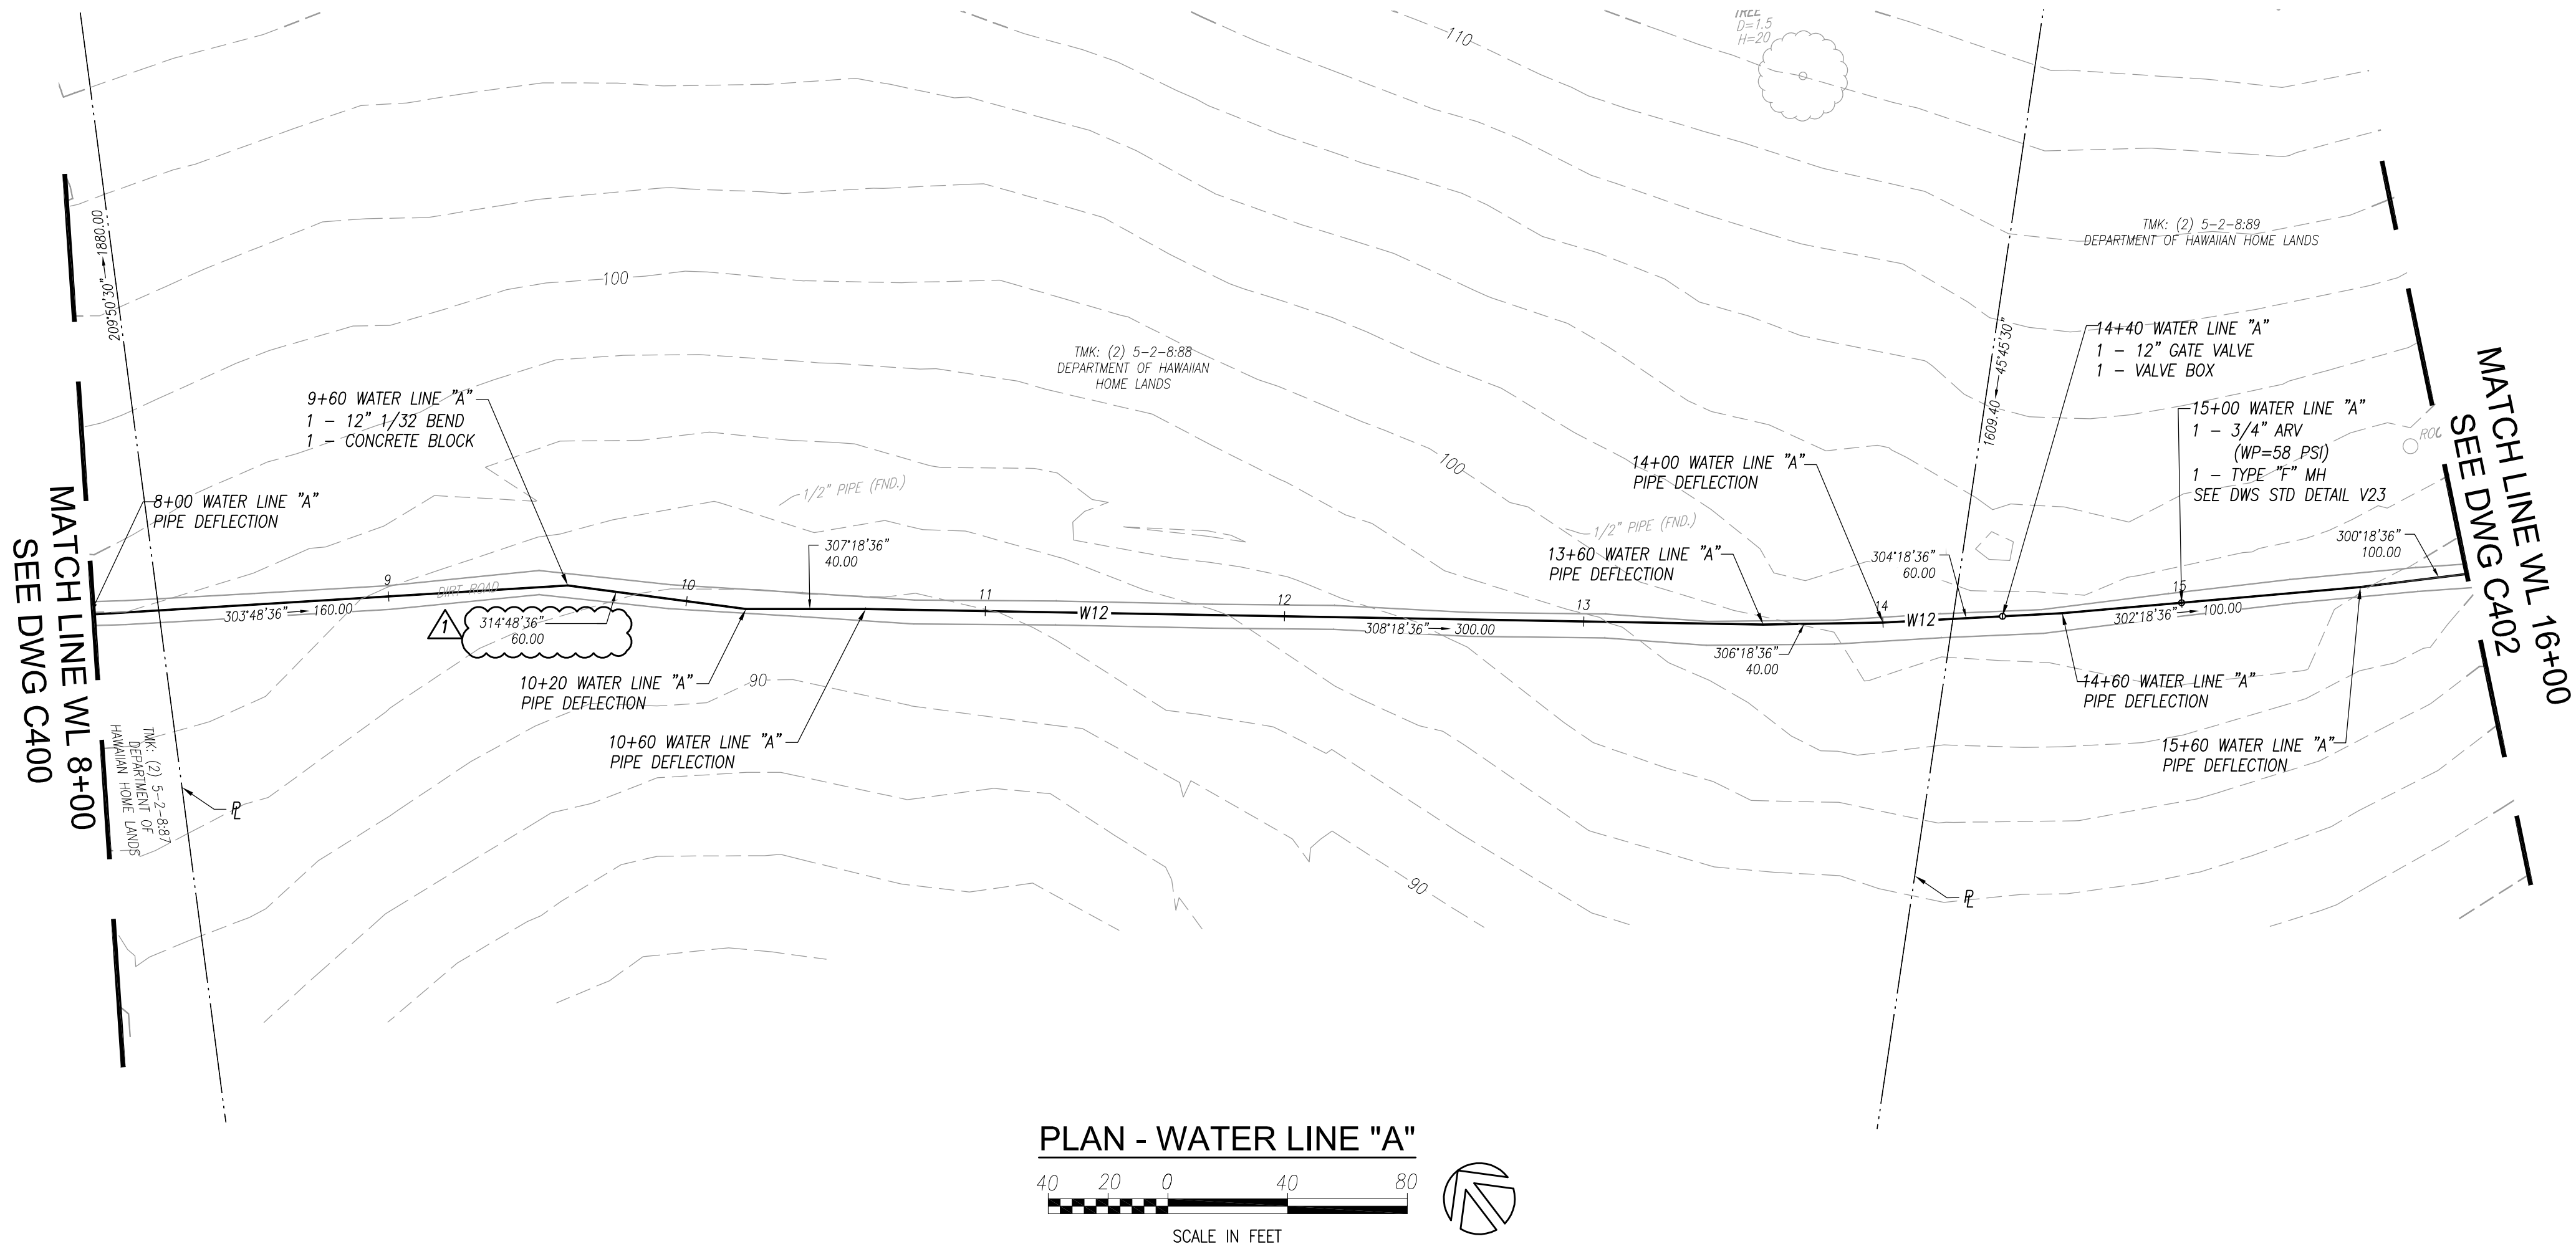 TREE
D=1.5
H=20
110
100
100
90
90
209°50'30" 1880.00
TMK: (2) 5-2-8:89
DEPARTMENT OF HAWAIIAN HOME LANDS
TMK: (2) 5-2-8:88
DEPARTMENT OF HAWAIIAN
HOME LANDS
1609.40 45°45'30"
14+40 WATER LINE "A"
1 - 12" GATE VALVE
1 - VALVE BOX
15+00 WATER LINE "A"
1 - 3/4" ARV
(WP=58 PSI)
1 - TYPE "F" MH
SEE DWS STD DETAIL V23
MATCH LINE WL 16+00
SEE DWG C402
9+60 WATER LINE "A"
1 - 12" 1/32 BEND
1 - CONCRETE BLOCK
8+00 WATER LINE "A"
PIPE DEFLECTION
MATCH LINE WL 8+00
SEE DWG C400
1/2" PIPE (FND.)
1/2" PIPE (FND.)
14+00 WATER LINE "A"
PIPE DEFLECTION
13+60 WATER LINE "A"
PIPE DEFLECTION
307°18'36"
40.00
304°18'36"
60.00
300°18'36"
100.00
9
10
11
12
13
14
15
DIRT ROAD
W12
W12
303°48'36" 160.00
1
314°48'36"
60.00
308°18'36" 300.00
306°18'36"
40.00
302°18'36" 100.00
10+20 WATER LINE "A"
PIPE DEFLECTION
10+60 WATER LINE "A"
PIPE DEFLECTION
14+60 WATER LINE "A"
PIPE DEFLECTION
15+60 WATER LINE "A"
PIPE DEFLECTION
TMK: (2) 5-2-8:87
DEPARTMENT OF
HAWAIIAN HOME LANDS
PL
PL
PLAN - WATER LINE "A"
40 20 0 40 80
SCALE IN FEET